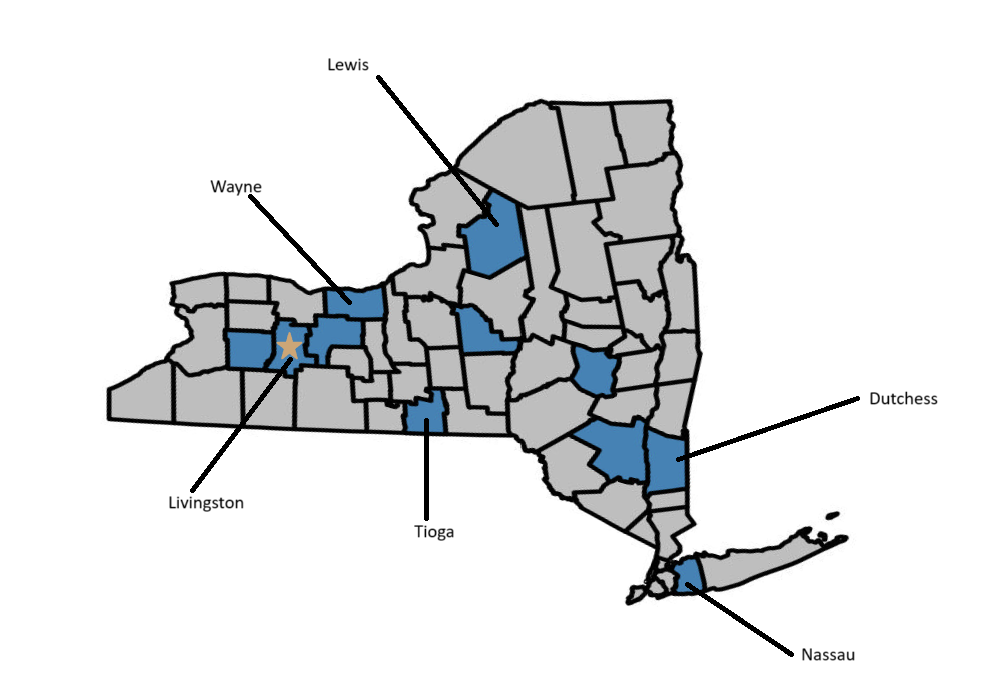 Lewis
Wayne
Dutchess
Livingston
Tioga
Nassau